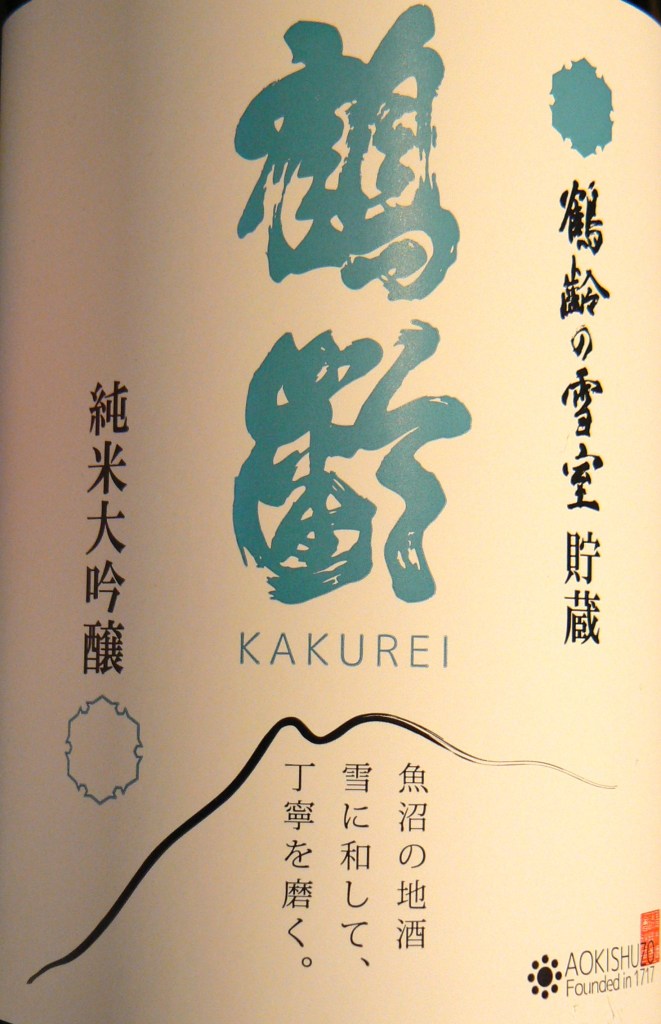 鶴齢の雪室貯蔵
鶴齢
KAKUREI
純米大吟醸
魚沼の地酒
雪に和して、
丁寧を磨く。
AOKISHUZO
Founded in 1717